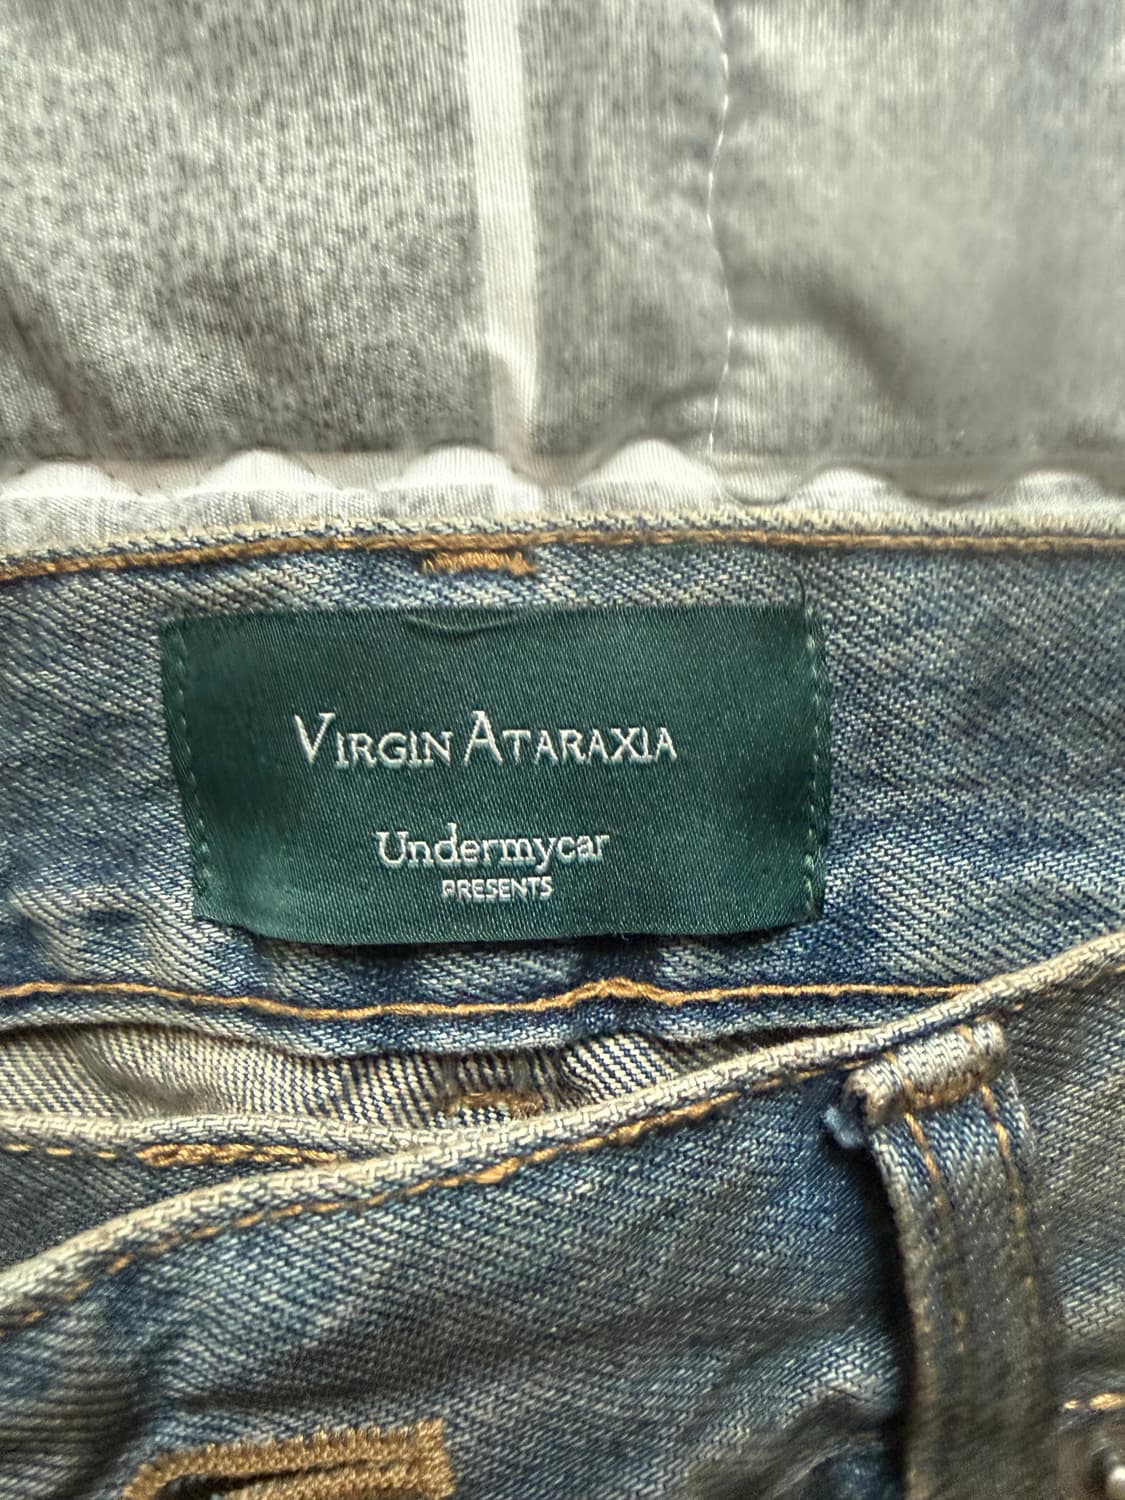 Virgin Ataraxia
Undermycar
PRESENTS